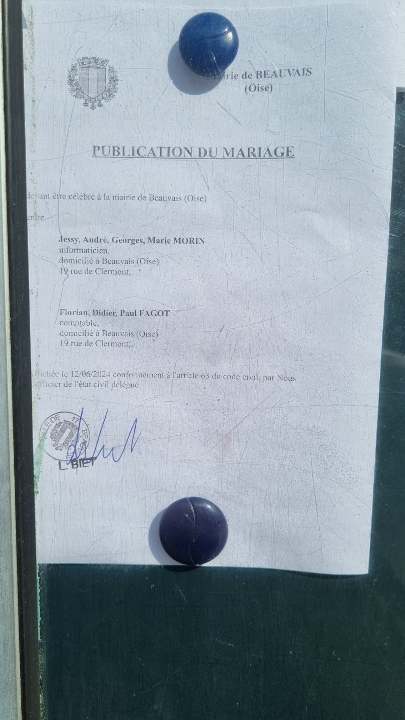 rie de BEAUVAIS
(Oise)
PUBLICATION DU MARIAGE
devant être célébré à la mairie de Beauvais (Oise)
entre
Jessy, André, Georges, Marie MORIN
informaticien,
domicilié à Beauvais (Oise)
19 rue de Clermont,
Florian, Didier, Paul FAGOT
comptable,
domicilié à Beauvais (Oise)
19 rue de Clermont,
le 12/06/2024 conformément à l'article 63 du code civil, par Nous
officier de l'état civil délégué
L. BIET